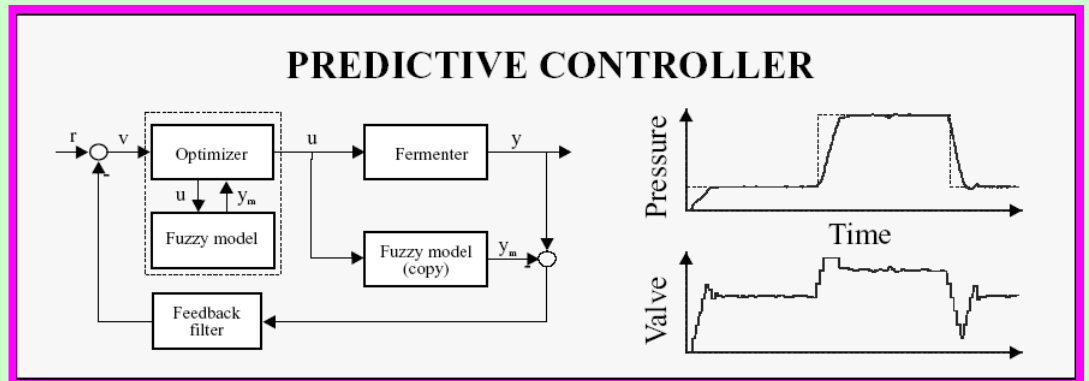 PREDICTIVE CONTROLLER
r
v
Optimizer
u
Fermenter
y
u
yₘ
Fuzzy model
Fuzzy model
(copy)
yₘ
Feedback
filter
-
-
Pressure
Time
Valve